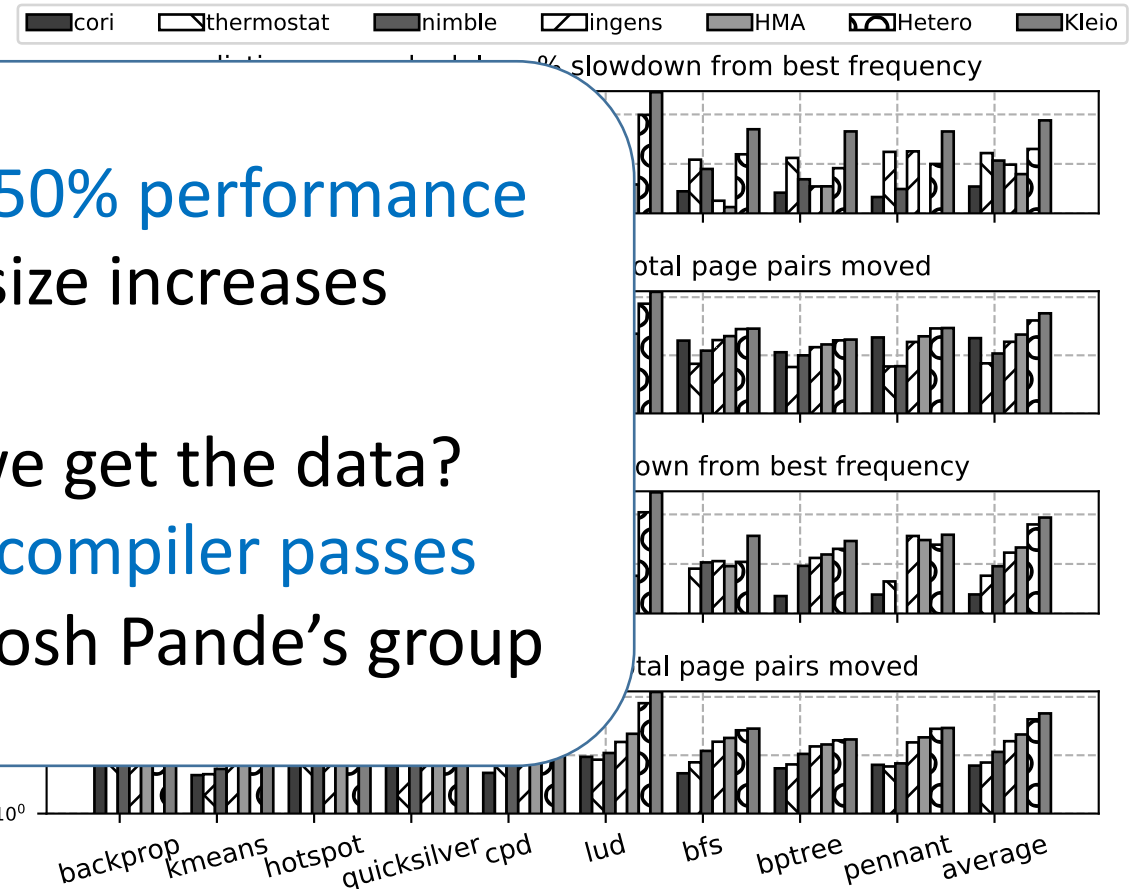 cori thermostat nimble ingens HMA Hetero Kleio
% slowdown from best frequency
50% performance
size increases
otal page pairs moved
get the data?
own from best frequency
compiler passes
osh Pande’s group
tal page pairs moved
10⁰
backprop kmeans hotspot quicksilver cpd lud bfs bptree pennant average